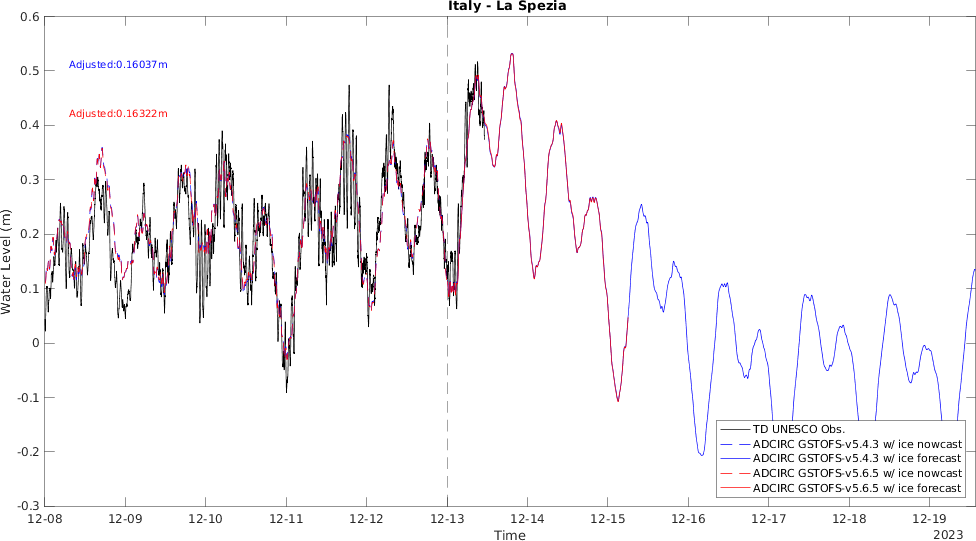 Italy - La Spezia
Adjusted:0.16037m
Adjusted:0.16322m
Water Level (m)
0.6
0.5
0.4
0.3
0.2
0.1
0
-0.1
-0.2
-0.3
TD UNESCO Obs.
ADCIRC GSTOFS-v5.4.3 w/ ice nowcast
ADCIRC GSTOFS-v5.4.3 w/ ice forecast
ADCIRC GSTOFS-v5.6.5 w/ ice nowcast
ADCIRC GSTOFS-v5.6.5 w/ ice forecast
12-08 12-09 12-10 12-11 12-12 12-13 12-14 12-15 12-16 12-17 12-18 12-19
Time
2023